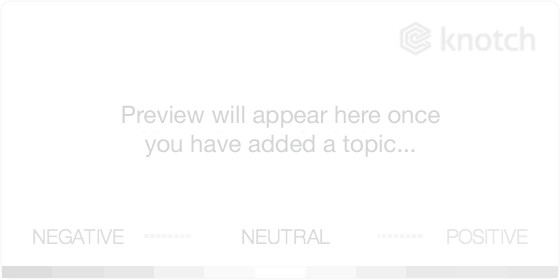 knotch
Preview will appear here once
you have added a topic...
NEGATIVE NEUTRAL POSITIVE